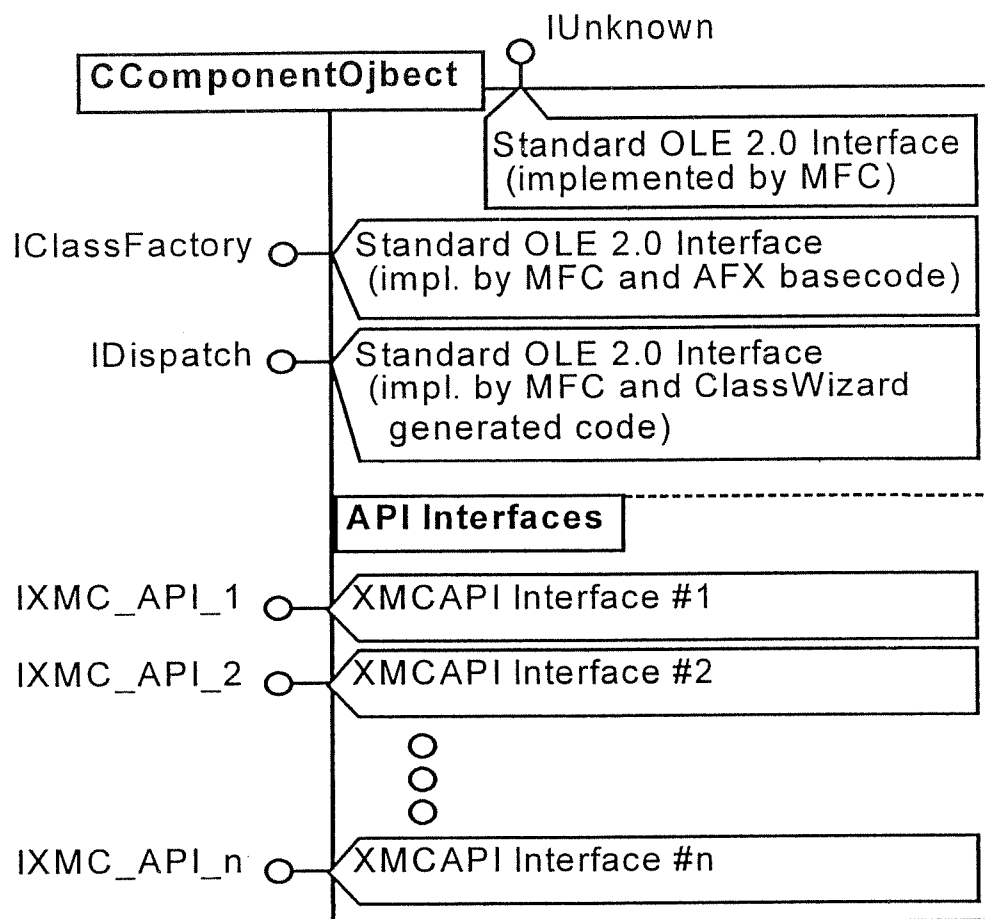 IUnknown
CComponentOjbect
Standard OLE 2.0 Interface
(implemented by MFC)
IClassFactory
Standard OLE 2.0 Interface
(impl. by MFC and AFX basecode)
IDispatch
Standard OLE 2.0 Interface
(impl. by MFC and ClassWizard
generated code)
API Interfaces
IXMC_API_1
XMCAPI Interface #1
IXMC_API_2
XMCAPI Interface #2
IXMC_API_n
XMCAPI Interface #n